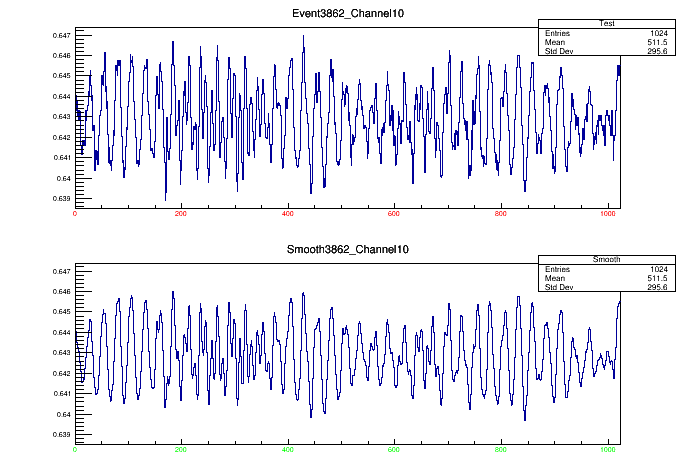 Event3862_Channel10
Test
Entries 1024
Mean 511.5
Std Dev 295.6
0.647
0.646
0.645
0.644
0.643
0.642
0.641
0.64
0.639
0 200 400 600 800 1000
Smooth3862_Channel10
Smooth
Entries 1024
Mean 511.5
Std Dev 295.6
0.647
0.646
0.645
0.644
0.643
0.642
0.641
0.64
0.639
0 200 400 600 800 1000